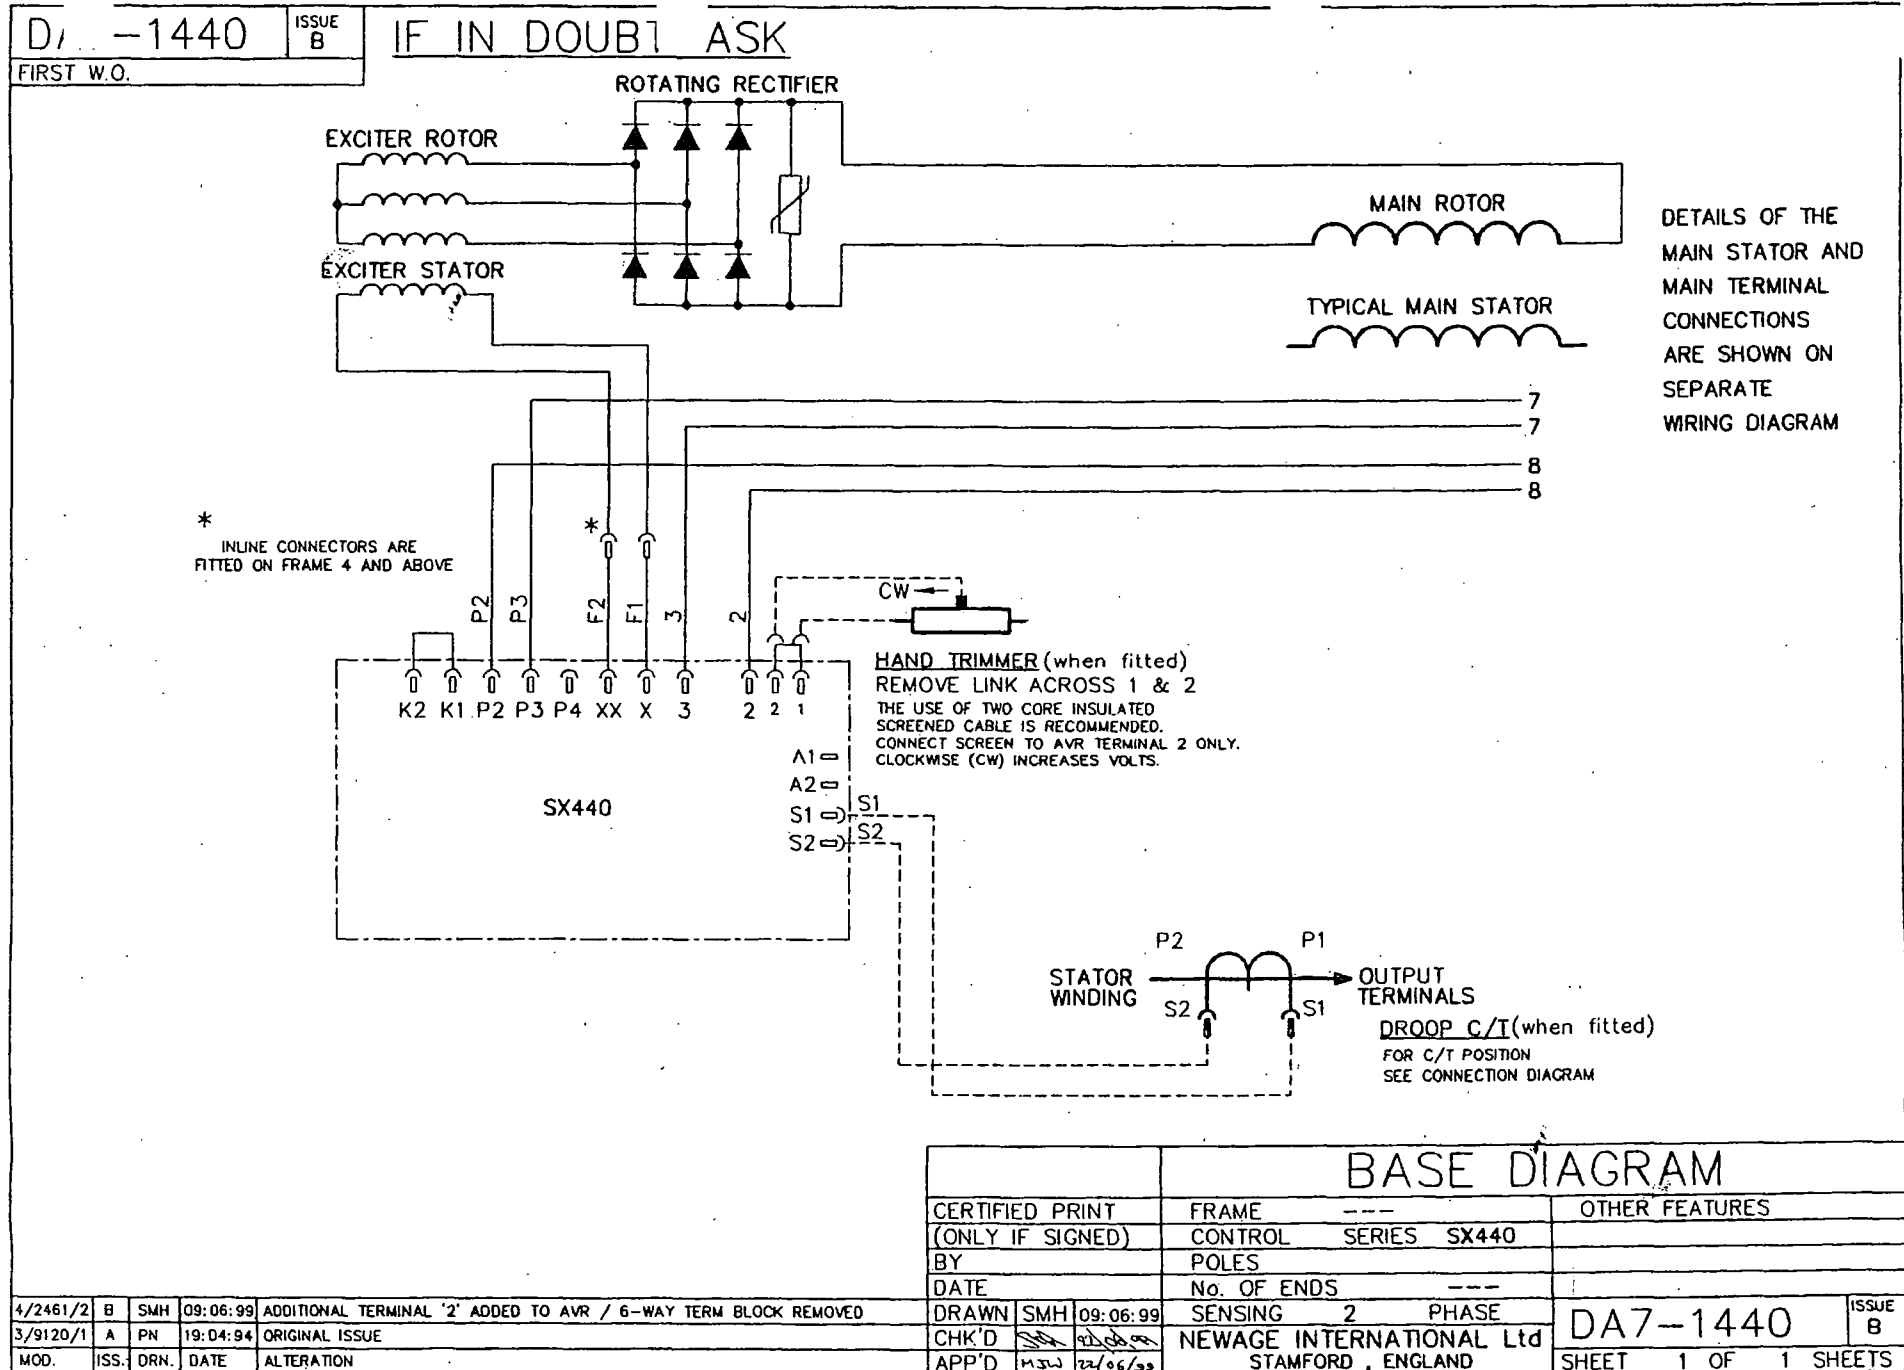 -1440
ISSUE
B
IF IN DOUBT ASK
FIRST W.O.
ROTATING RECTIFIER
EXCITER ROTOR
MAIN ROTOR
EXCITER STATOR
TYPICAL MAIN STATOR
DETAILS OF THE
MAIN STATOR AND
MAIN TERMINAL
CONNECTIONS
ARE SHOWN ON
SEPARATE
WIRING DIAGRAM
7
7
8
8
*
INLINE CONNECTORS ARE
FITTED ON FRAME 4 AND ABOVE
*
P2 P3 F2 F1 3 2
CW
HAND TRIMMER (when fitted)
REMOVE LINK ACROSS 1 & 2
THE USE OF TWO CORE INSULATED
SCREENED CABLE IS RECOMMENDED.
CONNECT SCREEN TO AVR TERMINAL 2 ONLY.
CLOCKWISE (CW) INCREASES VOLTS.
K2 K1 P2 P3 P4 XX X 3 2 2 1
A1
A2
S1 S1
S2 S2
SX440
P2 P1
STATOR
WINDING
OUTPUT
TERMINALS
S2 S1
DROOP C/T (when fitted)
FOR C/T POSITION
SEE CONNECTION DIAGRAM
BASE DIAGRAM
CERTIFIED PRINT
(ONLY IF SIGNED)
BY
DATE
FRAME ---
CONTROL SERIES SX440
POLES
No. OF ENDS ---
SENSING 2 PHASE
OTHER FEATURES
4/2461/2 B SMH 09:06:99 ADDITIONAL TERMINAL '2' ADDED TO AVR / 6-WAY TERM BLOCK REMOVED
3/9120/1 A PN 19:04:94 ORIGINAL ISSUE
MOD. ISS. DRN. DATE ALTERATION
DRAWN SMH 09:06:99
CHK'D
APP'D MJW 22/06/99
NEWAGE INTERNATIONAL Ltd
STAMFORD , ENGLAND
DA7-1440
ISSUE
B
SHEET 1 OF 1 SHEETS